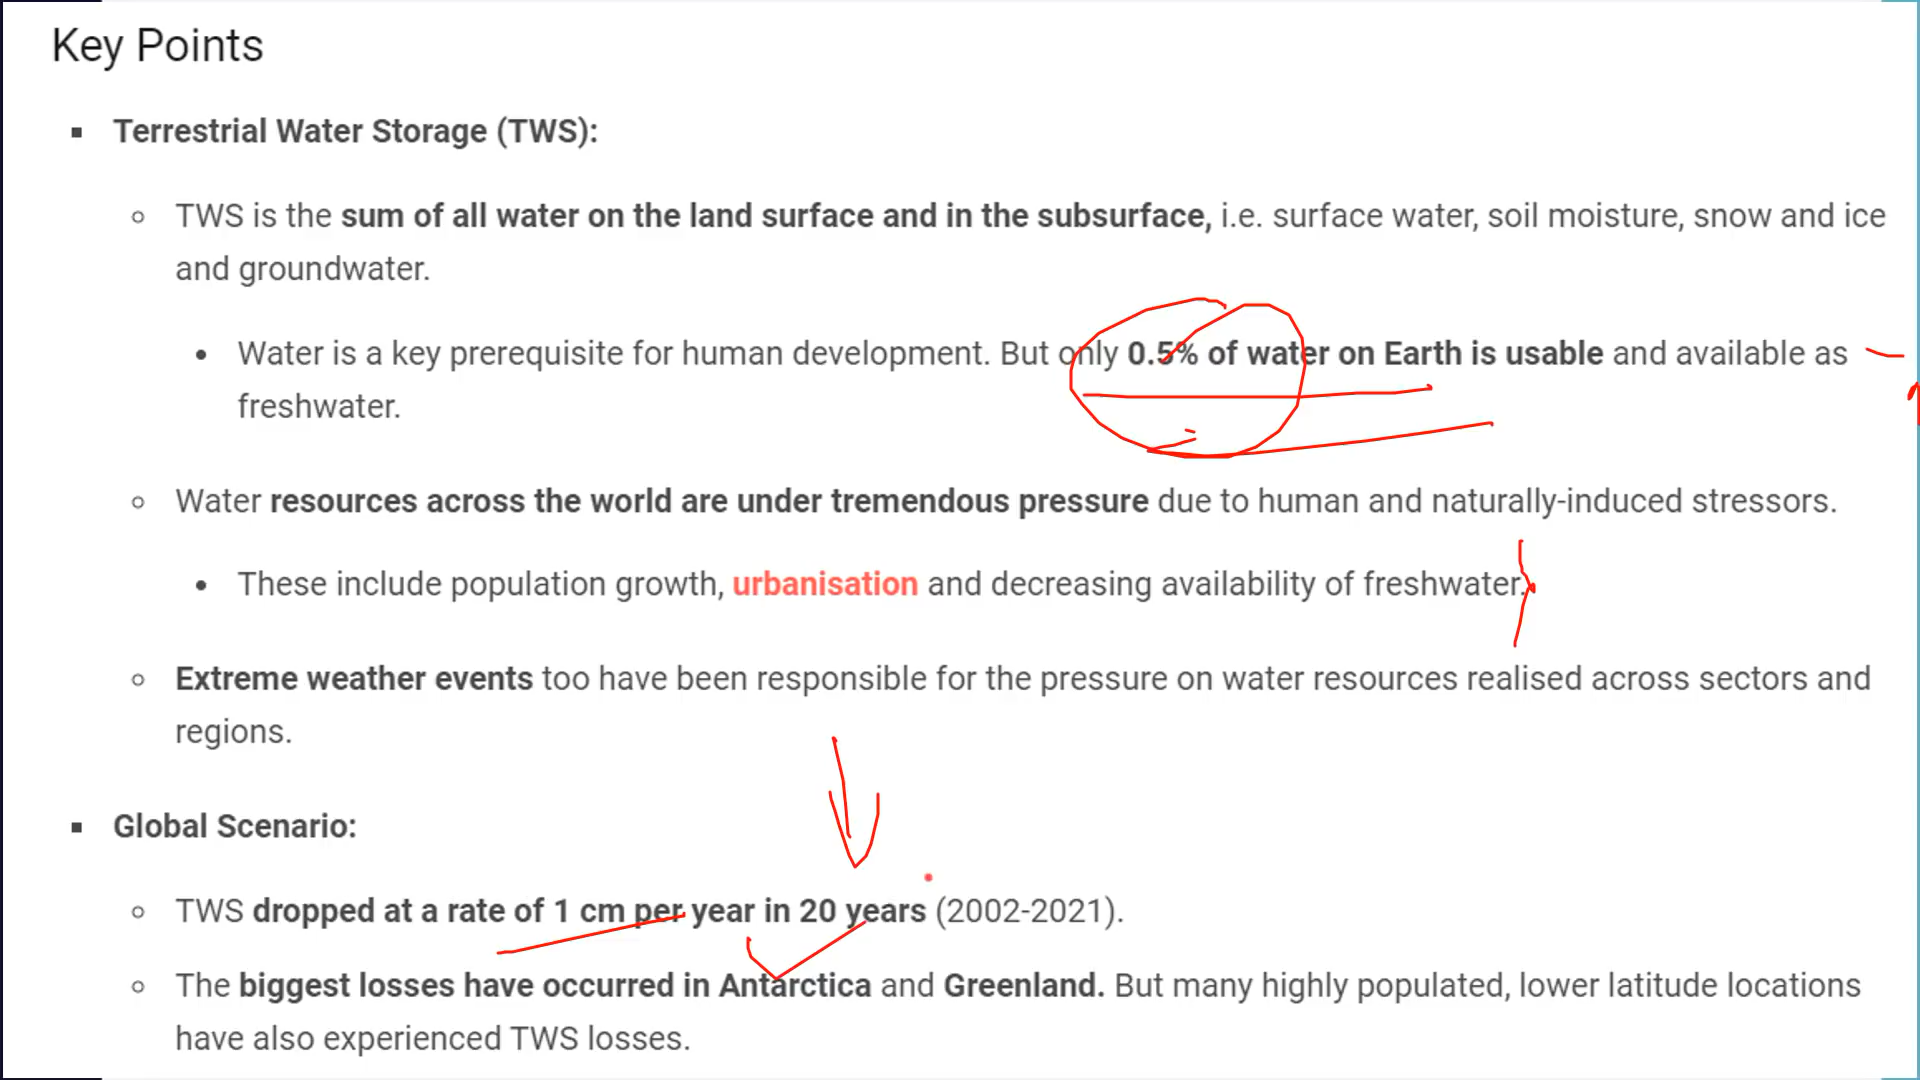 Key Points
Terrestrial Water Storage (TWS):
TWS is the sum of all water on the land surface and in the subsurface, i.e. surface water, soil moisture, snow and ice
and groundwater.
Water is a key prerequisite for human development. But only 0.5% of water on Earth is usable and available as
freshwater.
Water resources across the world are under tremendous pressure due to human and naturally-induced stressors.
These include population growth, urbanisation and decreasing availability of freshwater.
Extreme weather events too have been responsible for the pressure on water resources realised across sectors and
regions.
Global Scenario:
TWS dropped at a rate of 1 cm per year in 20 years (2002-2021).
The biggest losses have occurred in Antarctica and Greenland. But many highly populated, lower latitude locations
have also experienced TWS losses.